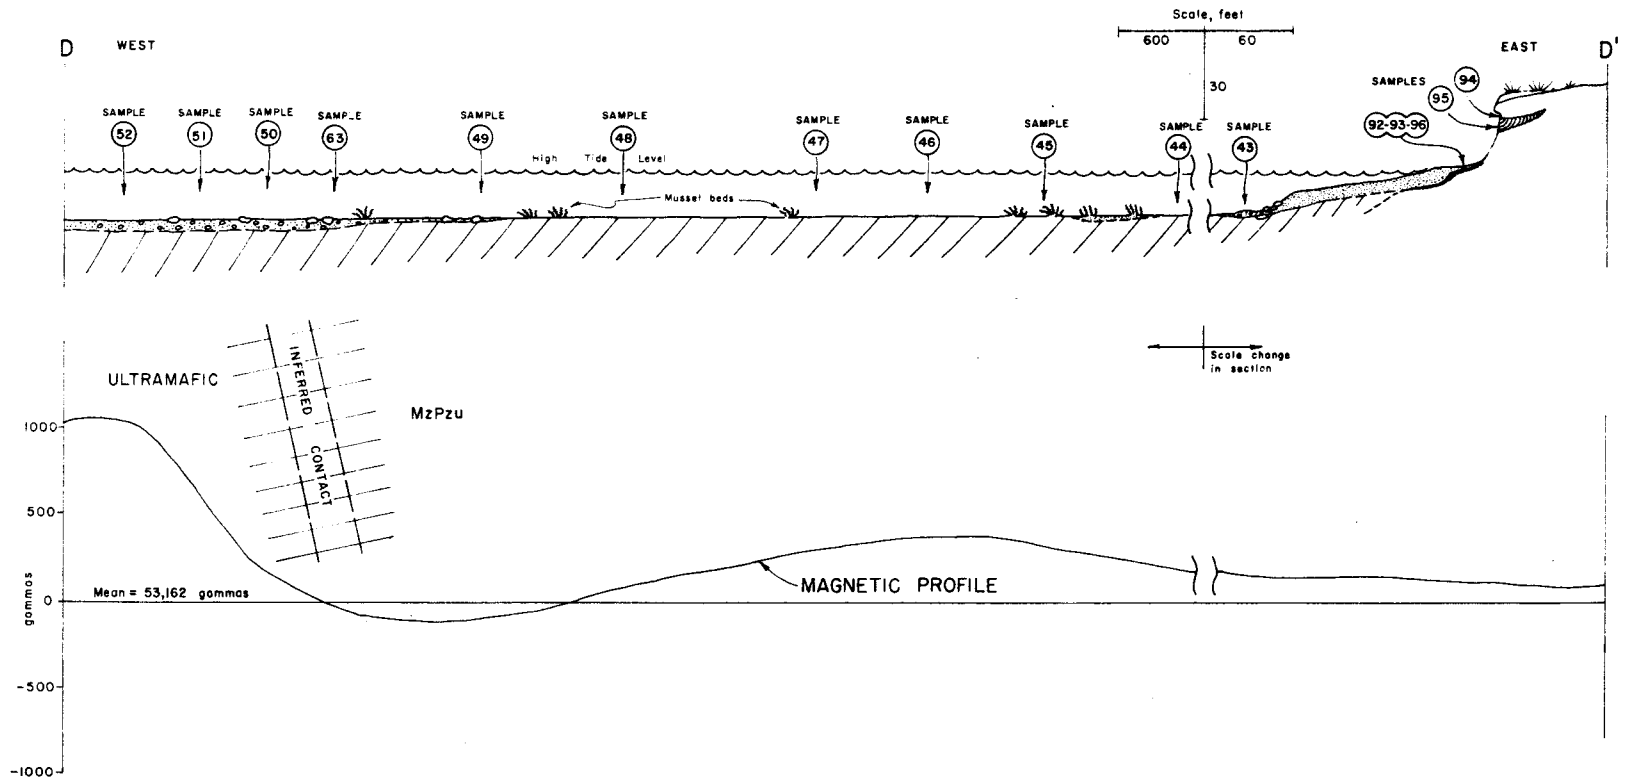 Scale, feet
600 60
30
D WEST
EAST D'
SAMPLE 52
SAMPLE 51
SAMPLE 50
SAMPLE 63
SAMPLE 49
SAMPLE 48
SAMPLE 47
SAMPLE 46
SAMPLE 45
SAMPLE 44
SAMPLE 43
SAMPLES
94
95
92-93-96
High Tide Level
Mussel beds
Scale change
in section
ULTRAMAFIC
INFERRED CONTACT
MzPzu
1000
500
0
-500
-1000
gammas
Mean = 53,162 gammas
MAGNETIC PROFILE